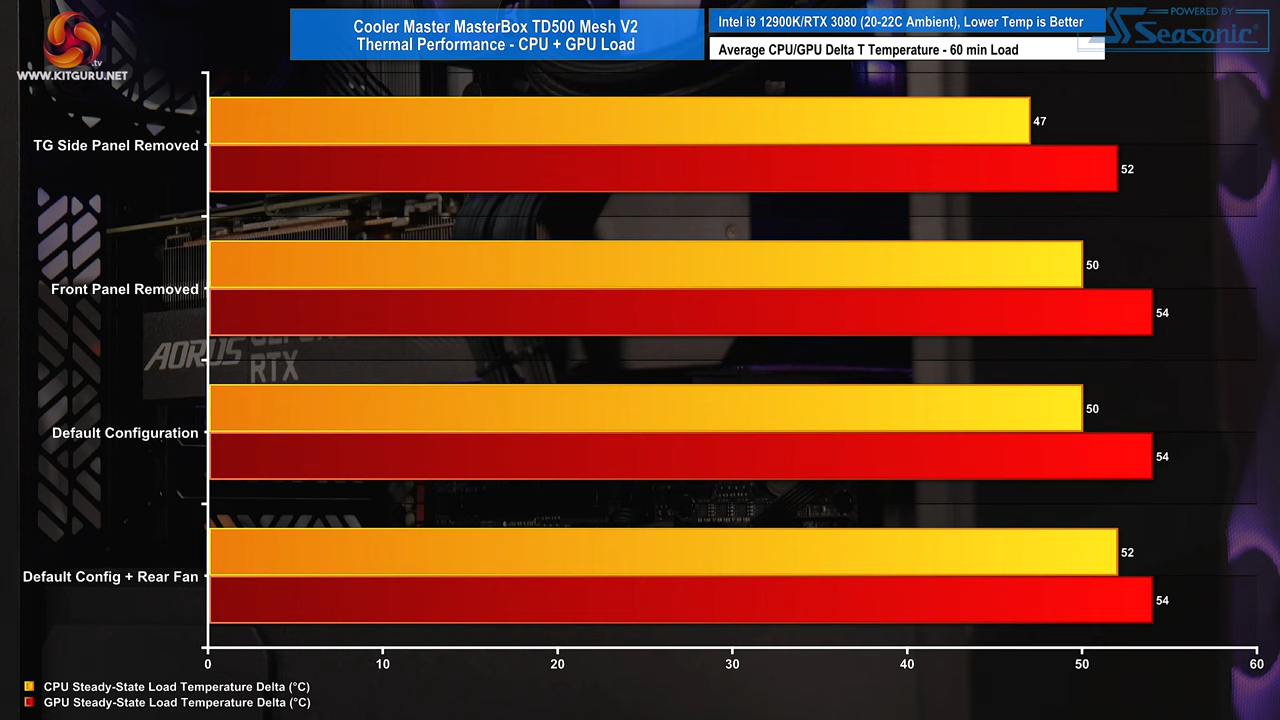 Cooler Master MasterBox TD500 Mesh V2
Thermal Performance - CPU + GPU Load
Intel i9 12900K/RTX 3080 (20-22C Ambient), Lower Temp is Better
Average CPU/GPU Delta T Temperature - 60 min Load
POWERED BY
Seasonic
.tv
WWW.KITGURU.NET
TG Side Panel Removed
47
52
Front Panel Removed
50
54
AORUS
RTX
Default Configuration
50
54
Default Config + Rear Fan
52
54
0 10 20 30 40 50 60
CPU Steady-State Load Temperature Delta (°C)
GPU Steady-State Load Temperature Delta (°C)